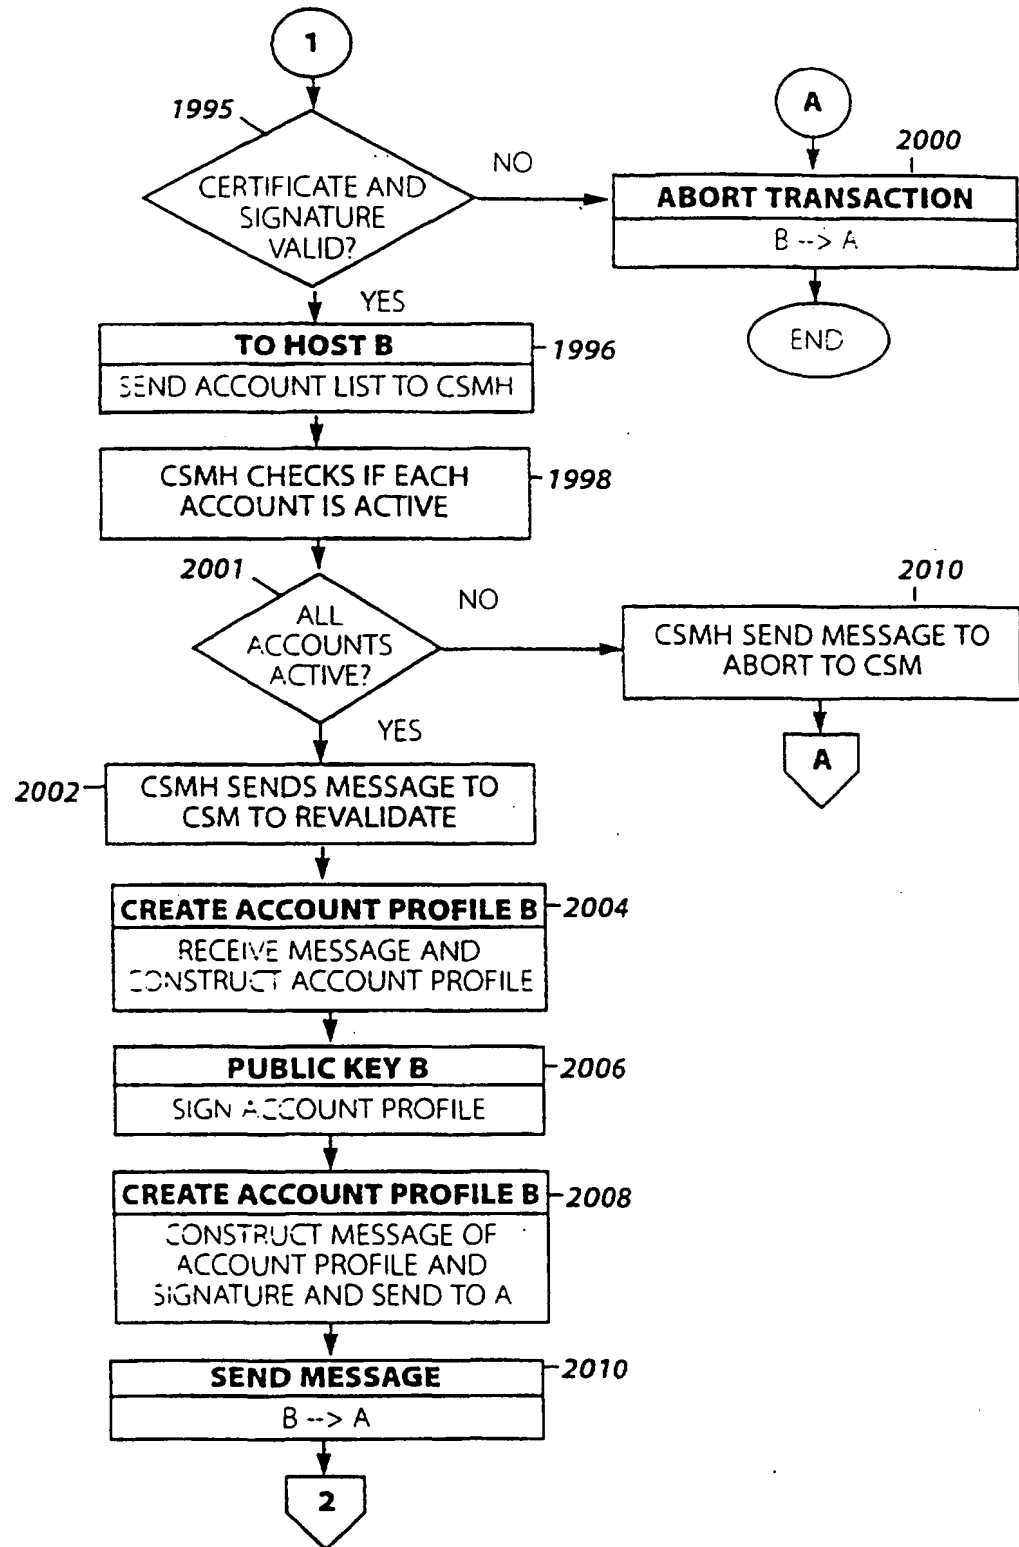 1
1995
CERTIFICATE AND
SIGNATURE
VALID?
NO
YES
A
2000
ABORT TRANSACTION
B --> A
END
TO HOST B
1996
SEND ACCOUNT LIST TO CSMH
CSMH CHECKS IF EACH
ACCOUNT IS ACTIVE
1998
2001
ALL
ACCOUNTS
ACTIVE?
NO
YES
2010
CSMH SEND MESSAGE TO
ABORT TO CSM
A
2002
CSMH SENDS MESSAGE TO
CSM TO REVALIDATE
CREATE ACCOUNT PROFILE B
2004
RECEIVE MESSAGE AND
CONSTRUCT ACCOUNT PROFILE
PUBLIC KEY B
2006
SIGN ACCOUNT PROFILE
CREATE ACCOUNT PROFILE B
2008
CONSTRUCT MESSAGE OF
ACCOUNT PROFILE AND
SIGNATURE AND SEND TO A
SEND MESSAGE
2010
B --> A
2